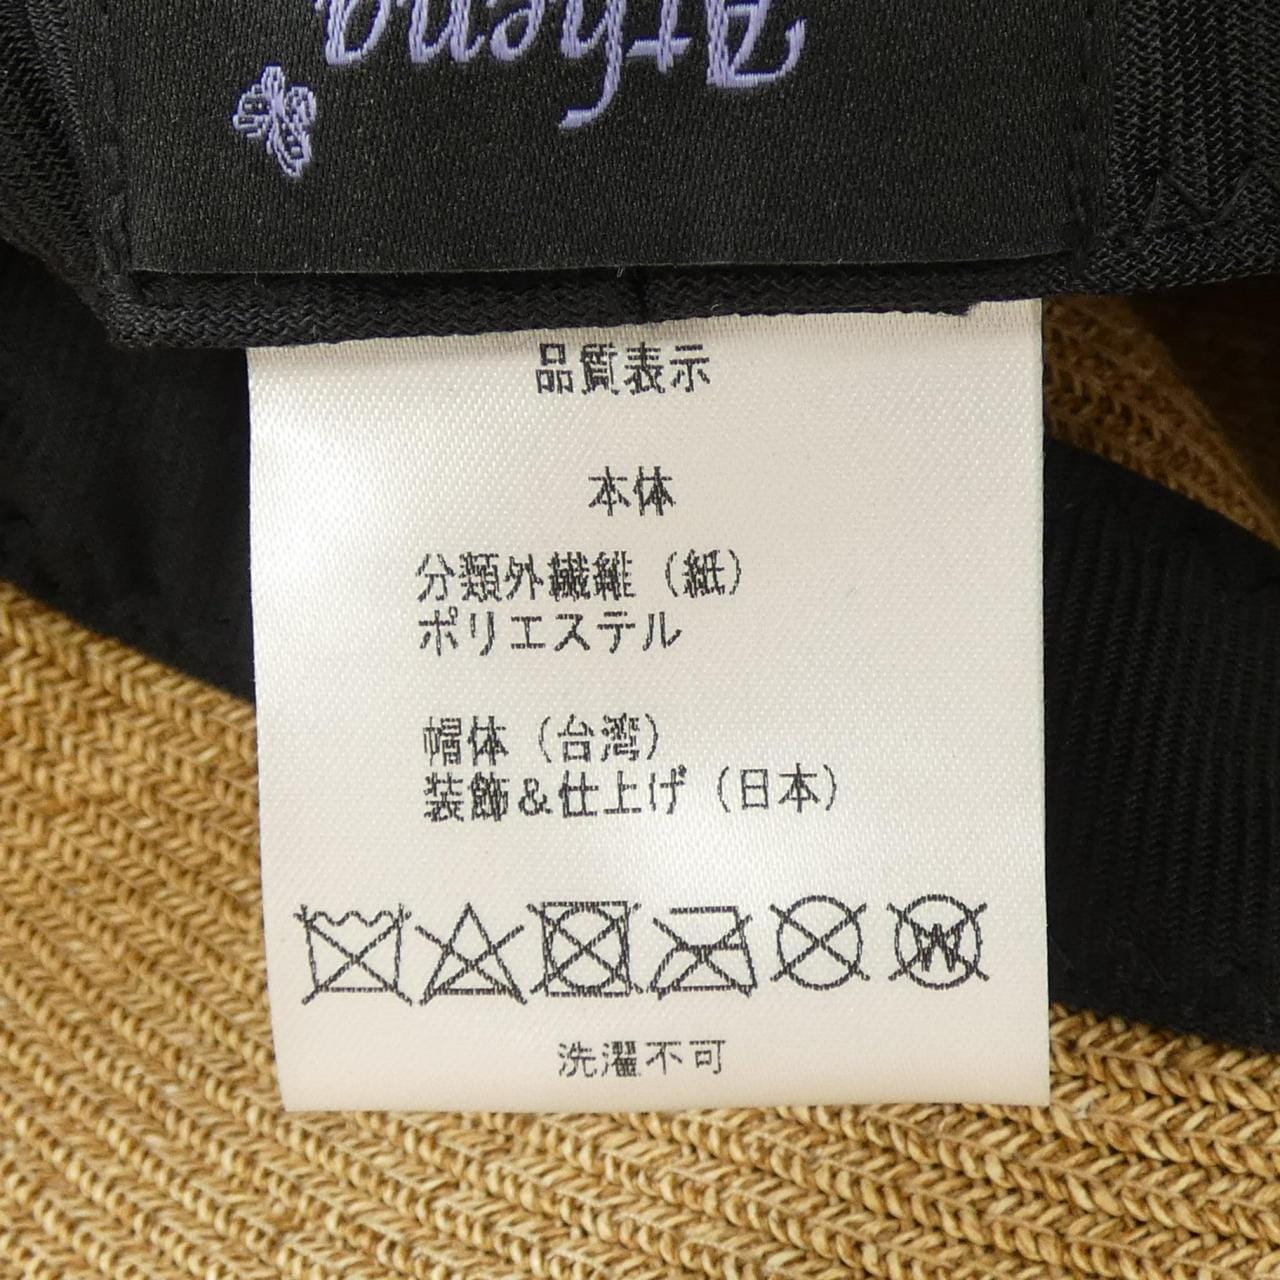 Athena
品質表示
本体
分類外繊維（紙）
ポリエステル
帽体（台湾）
装飾＆仕上げ（日本）
W
洗濯不可